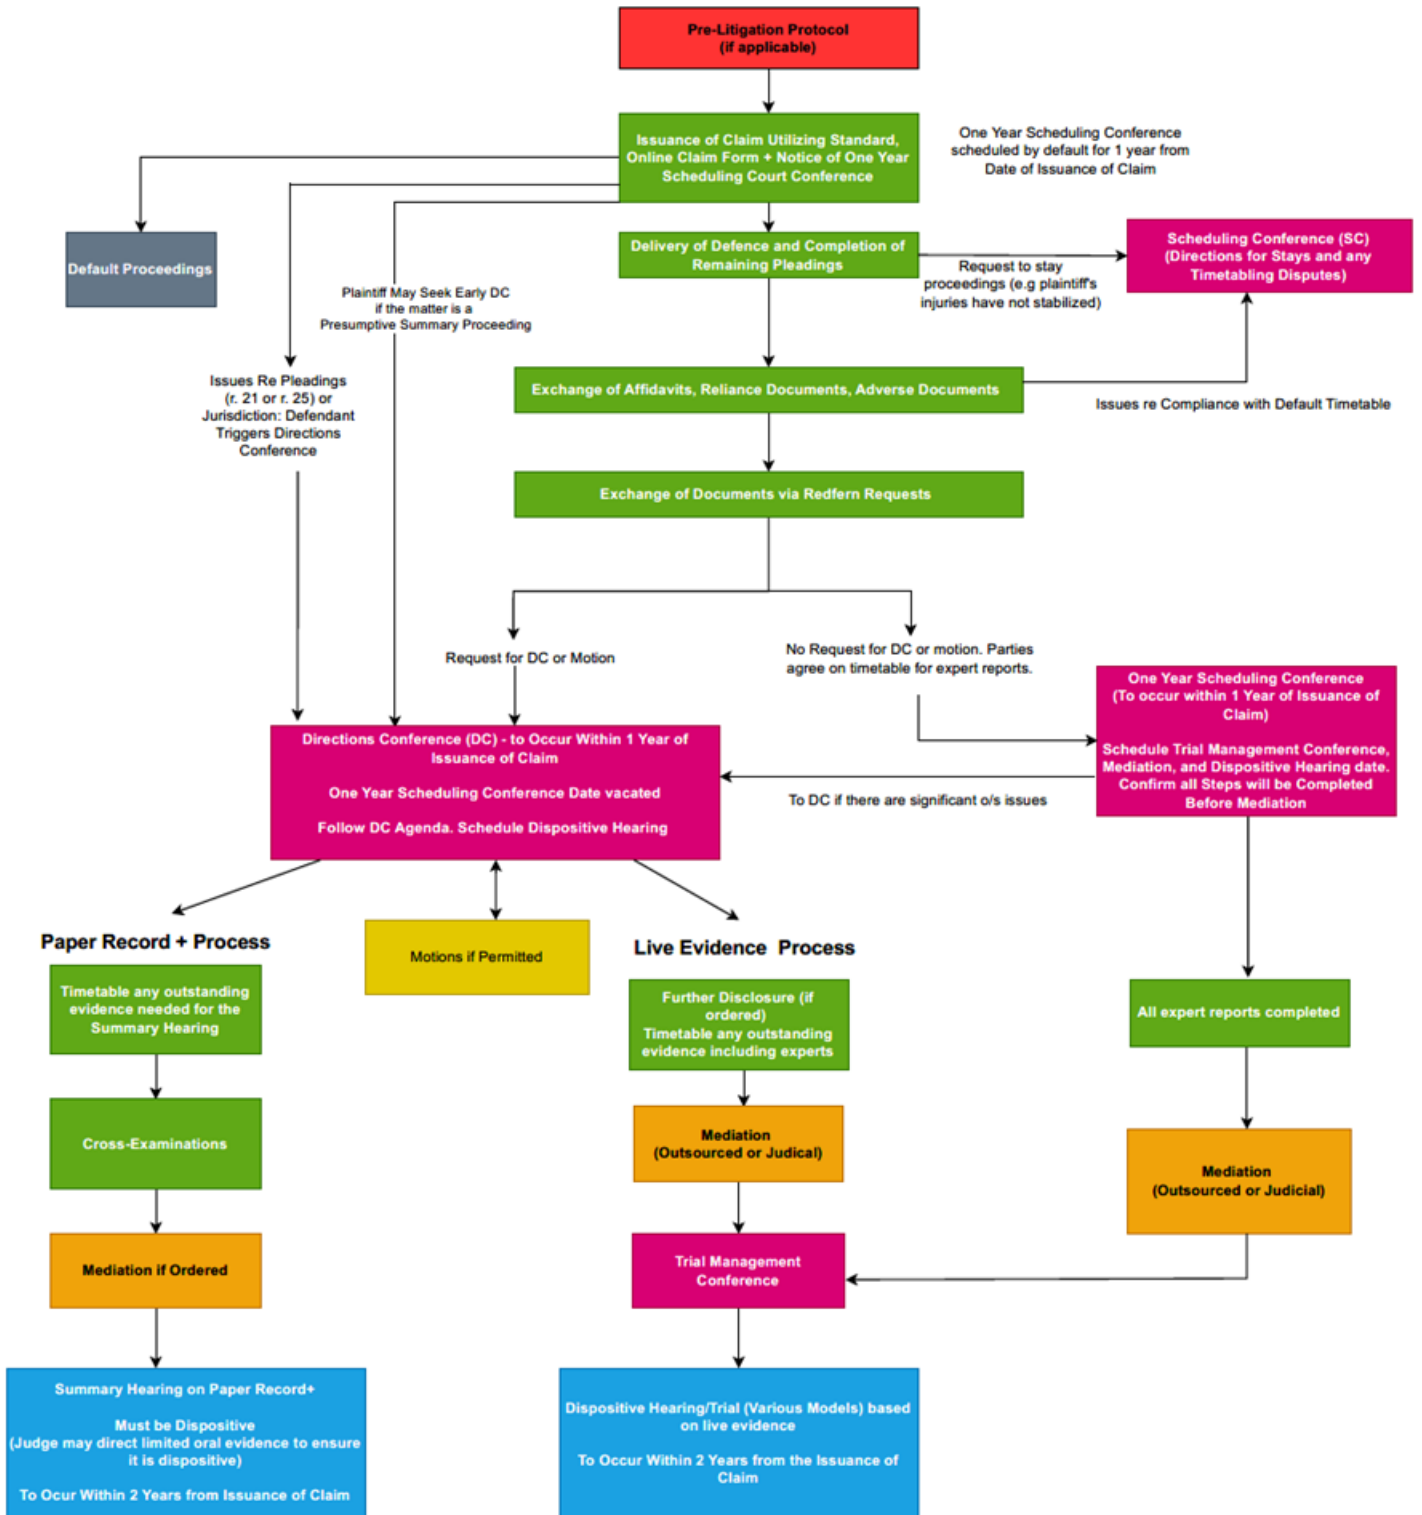 Pre-Litigation Protocol
(if applicable)
Issuance of Claim Utilizing Standard,
Online Claim Form + Notice of One Year
Scheduling Court Conference
One Year Scheduling Conference
scheduled by default for 1 year from
Date of Issuance of Claim
Default Proceedings
Delivery of Defence and Completion of
Remaining Pleadings
Scheduling Conference (SC)
(Directions for Stays and any
Timetabling Disputes)
Request to stay
proceedings (e.g plaintiff's
injuries have not stabilized)
Plaintiff May Seek Early DC
if the matter is a
Presumptive Summary Proceeding
Issues Re Pleadings
(r. 21 or r. 25) or
Jurisdiction: Defendant
Triggers Directions
Conference
Exchange of Affidavits, Reliance Documents, Adverse Documents
Issues re Compliance with Default Timetable
Exchange of Documents via Redfern Requests
Request for DC or Motion
No Request for DC or motion. Parties
agree on timetable for expert reports.
One Year Scheduling Conference
(To occur within 1 Year of Issuance of
Claim)
Schedule Trial Management Conference,
Mediation, and Dispositive Hearing date.
Confirm all Steps will be Completed
Before Mediation
Directions Conference (DC) - to Occur Within 1 Year of
Issuance of Claim
One Year Scheduling Conference Date vacated
Follow DC Agenda. Schedule Dispositive Hearing
To DC if there are significant o/s issues
Paper Record + Process
Motions if Permitted
Live Evidence Process
Timetable any outstanding
evidence needed for the
Summary Hearing
Further Disclosure (if
ordered)
Timetable any outstanding
evidence including experts
All expert reports completed
Cross-Examinations
Mediation
(Outsourced or Judical)
Mediation
(Outsourced or Judicial)
Mediation if Ordered
Trial Management
Conference
Summary Hearing on Paper Record+
Must be Dispositive
(Judge may direct limited oral evidence to ensure
it is dispositive)
To Ocur Within 2 Years from Issuance of Claim
Dispositive Hearing/Trial (Various Models) based
on live evidence
To Occur Within 2 Years from the Issuance of
Claim